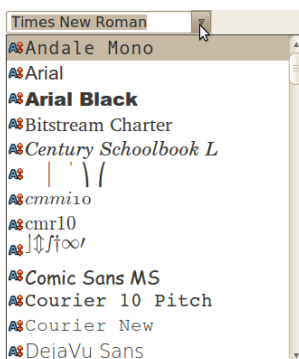 Times New Roman
Andale Mono
Arial
Arial Black
Bitstream Charter
Century Schoolbook L
cmmi10
cmr10
Comic Sans MS
Courier 10 Pitch
Courier New
DejaVu Sans